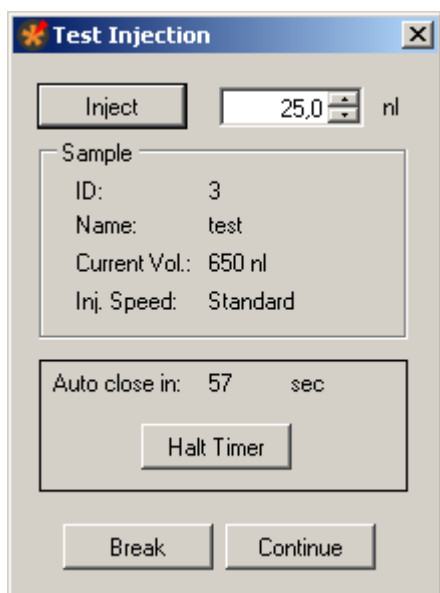 Test Injection
Inject 25,0 nl
Sample
ID: 3
Name: test
Current Vol.: 650 nl
Inj. Speed: Standard
Auto close in: 57 sec
Halt Timer
Break Continue